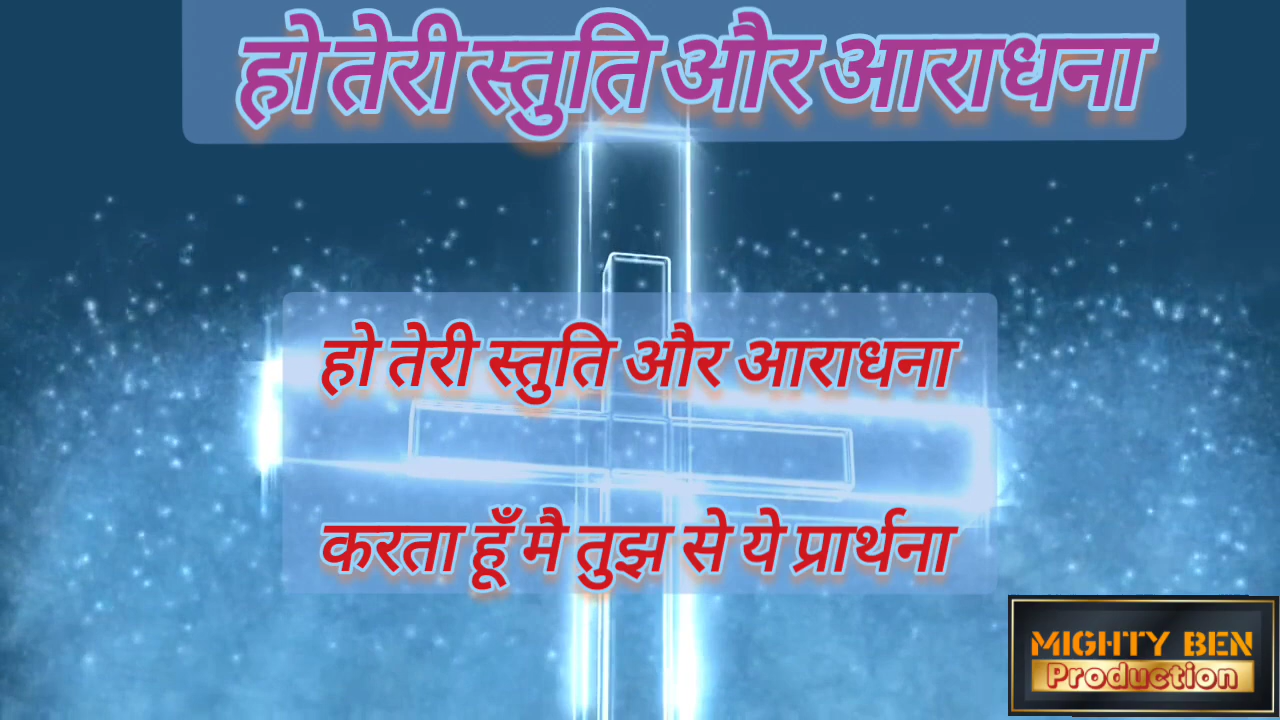 हो तेरी स्तुति और आराधना
हो तेरी स्तुति और आराधना
करता हूँ मै तुझ से ये प्रार्थना
MIGHTY BEN
Production